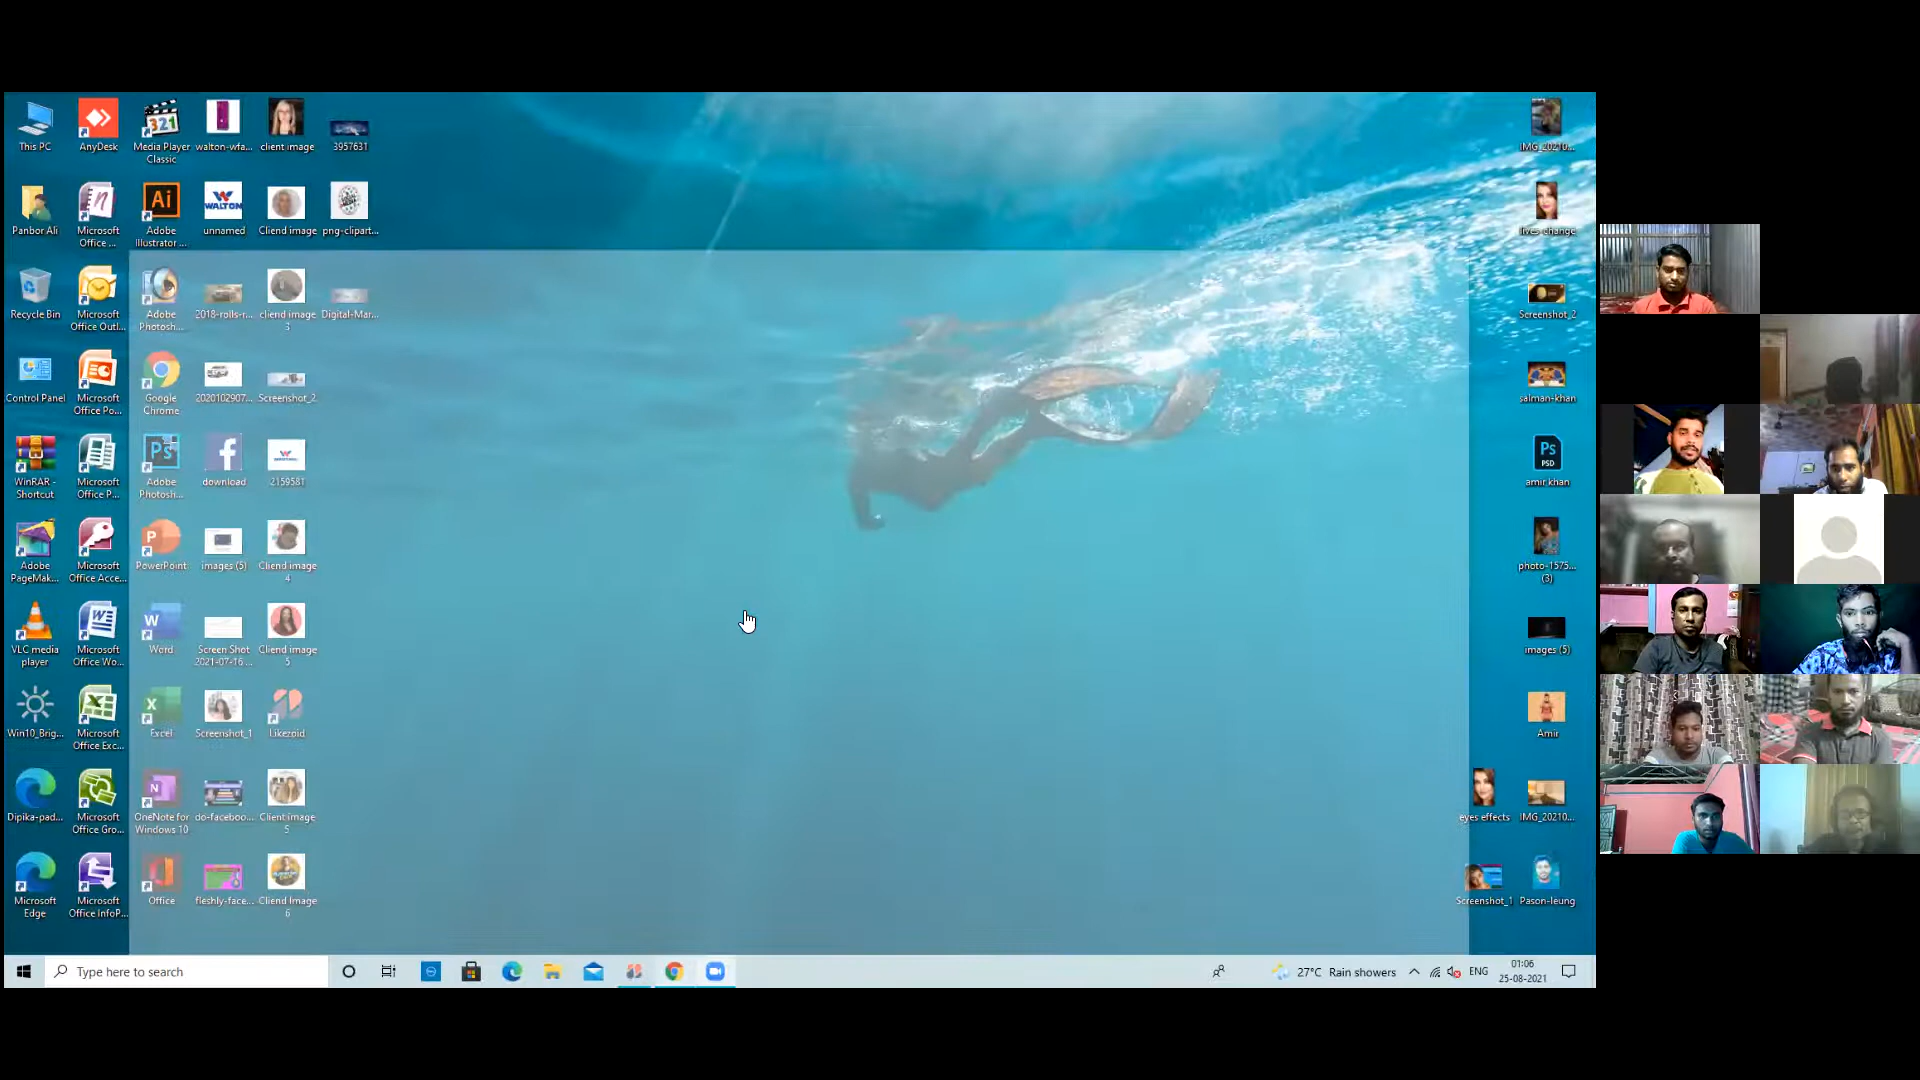 This PC
AnyDesk
Media Player
Classic
walton-wfa...
client image
3957631
IMG_20210...
Panbor Ali
Microsoft
Office ...
Adobe
Illustrator ...
WALTON
unnamed
Cliend image
png-clipart...
lives-change
Recycle Bin
Microsoft
Office Outl...
Adobe
Photosh...
2018-rolls-r...
cliend image
3
Digital-Mar...
Screenshot_2
Control Panel
Microsoft
Office Po...
Google
Chrome
2020102907...
Screenshot_2
salman-khan
WinRAR -
Shortcut
Microsoft
Office P...
Adobe
Photosh...
download
2159581
Ps
PSD
amir khan
Adobe
PageMak...
Microsoft
Office Acce...
PowerPoint
images (5)
Cliend image
4
photo-1575...
(3)
VLC media
player
Microsoft
Office Wo...
Word
Screen Shot
2021-07-16 ...
Cliend image
5
images (5)
Win10_Brig...
Microsoft
Office Exc...
Excel
Screenshot_1
Likezoid
Amir
Dipika-pad...
Microsoft
Office Gro...
OneNote for
Windows 10
do-faceboo...
Client image
5
eyes effects
IMG_20210...
Microsoft
Edge
Microsoft
Office InfoP...
Office
fleshly-face...
Cliend Image
6
Screenshot_1
Pason-leung
Type here to search
27°C Rain showers
ENG
01:06
25-08-2021